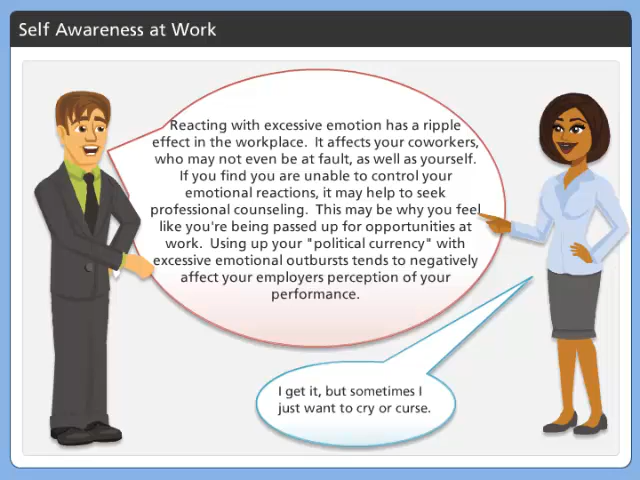 Self Awareness at Work
Reacting with excessive emotion has a ripple
effect in the workplace. It affects your coworkers,
who may not even be at fault, as well as yourself.
If you find you are unable to control your
emotional reactions, it may help to seek
professional counseling. This may be why you feel
like you're being passed up for opportunities at
work. Using up your "political currency" with
excessive emotional outbursts tends to negatively
affect your employers perception of your
performance.
I get it, but sometimes I
just want to cry or curse.